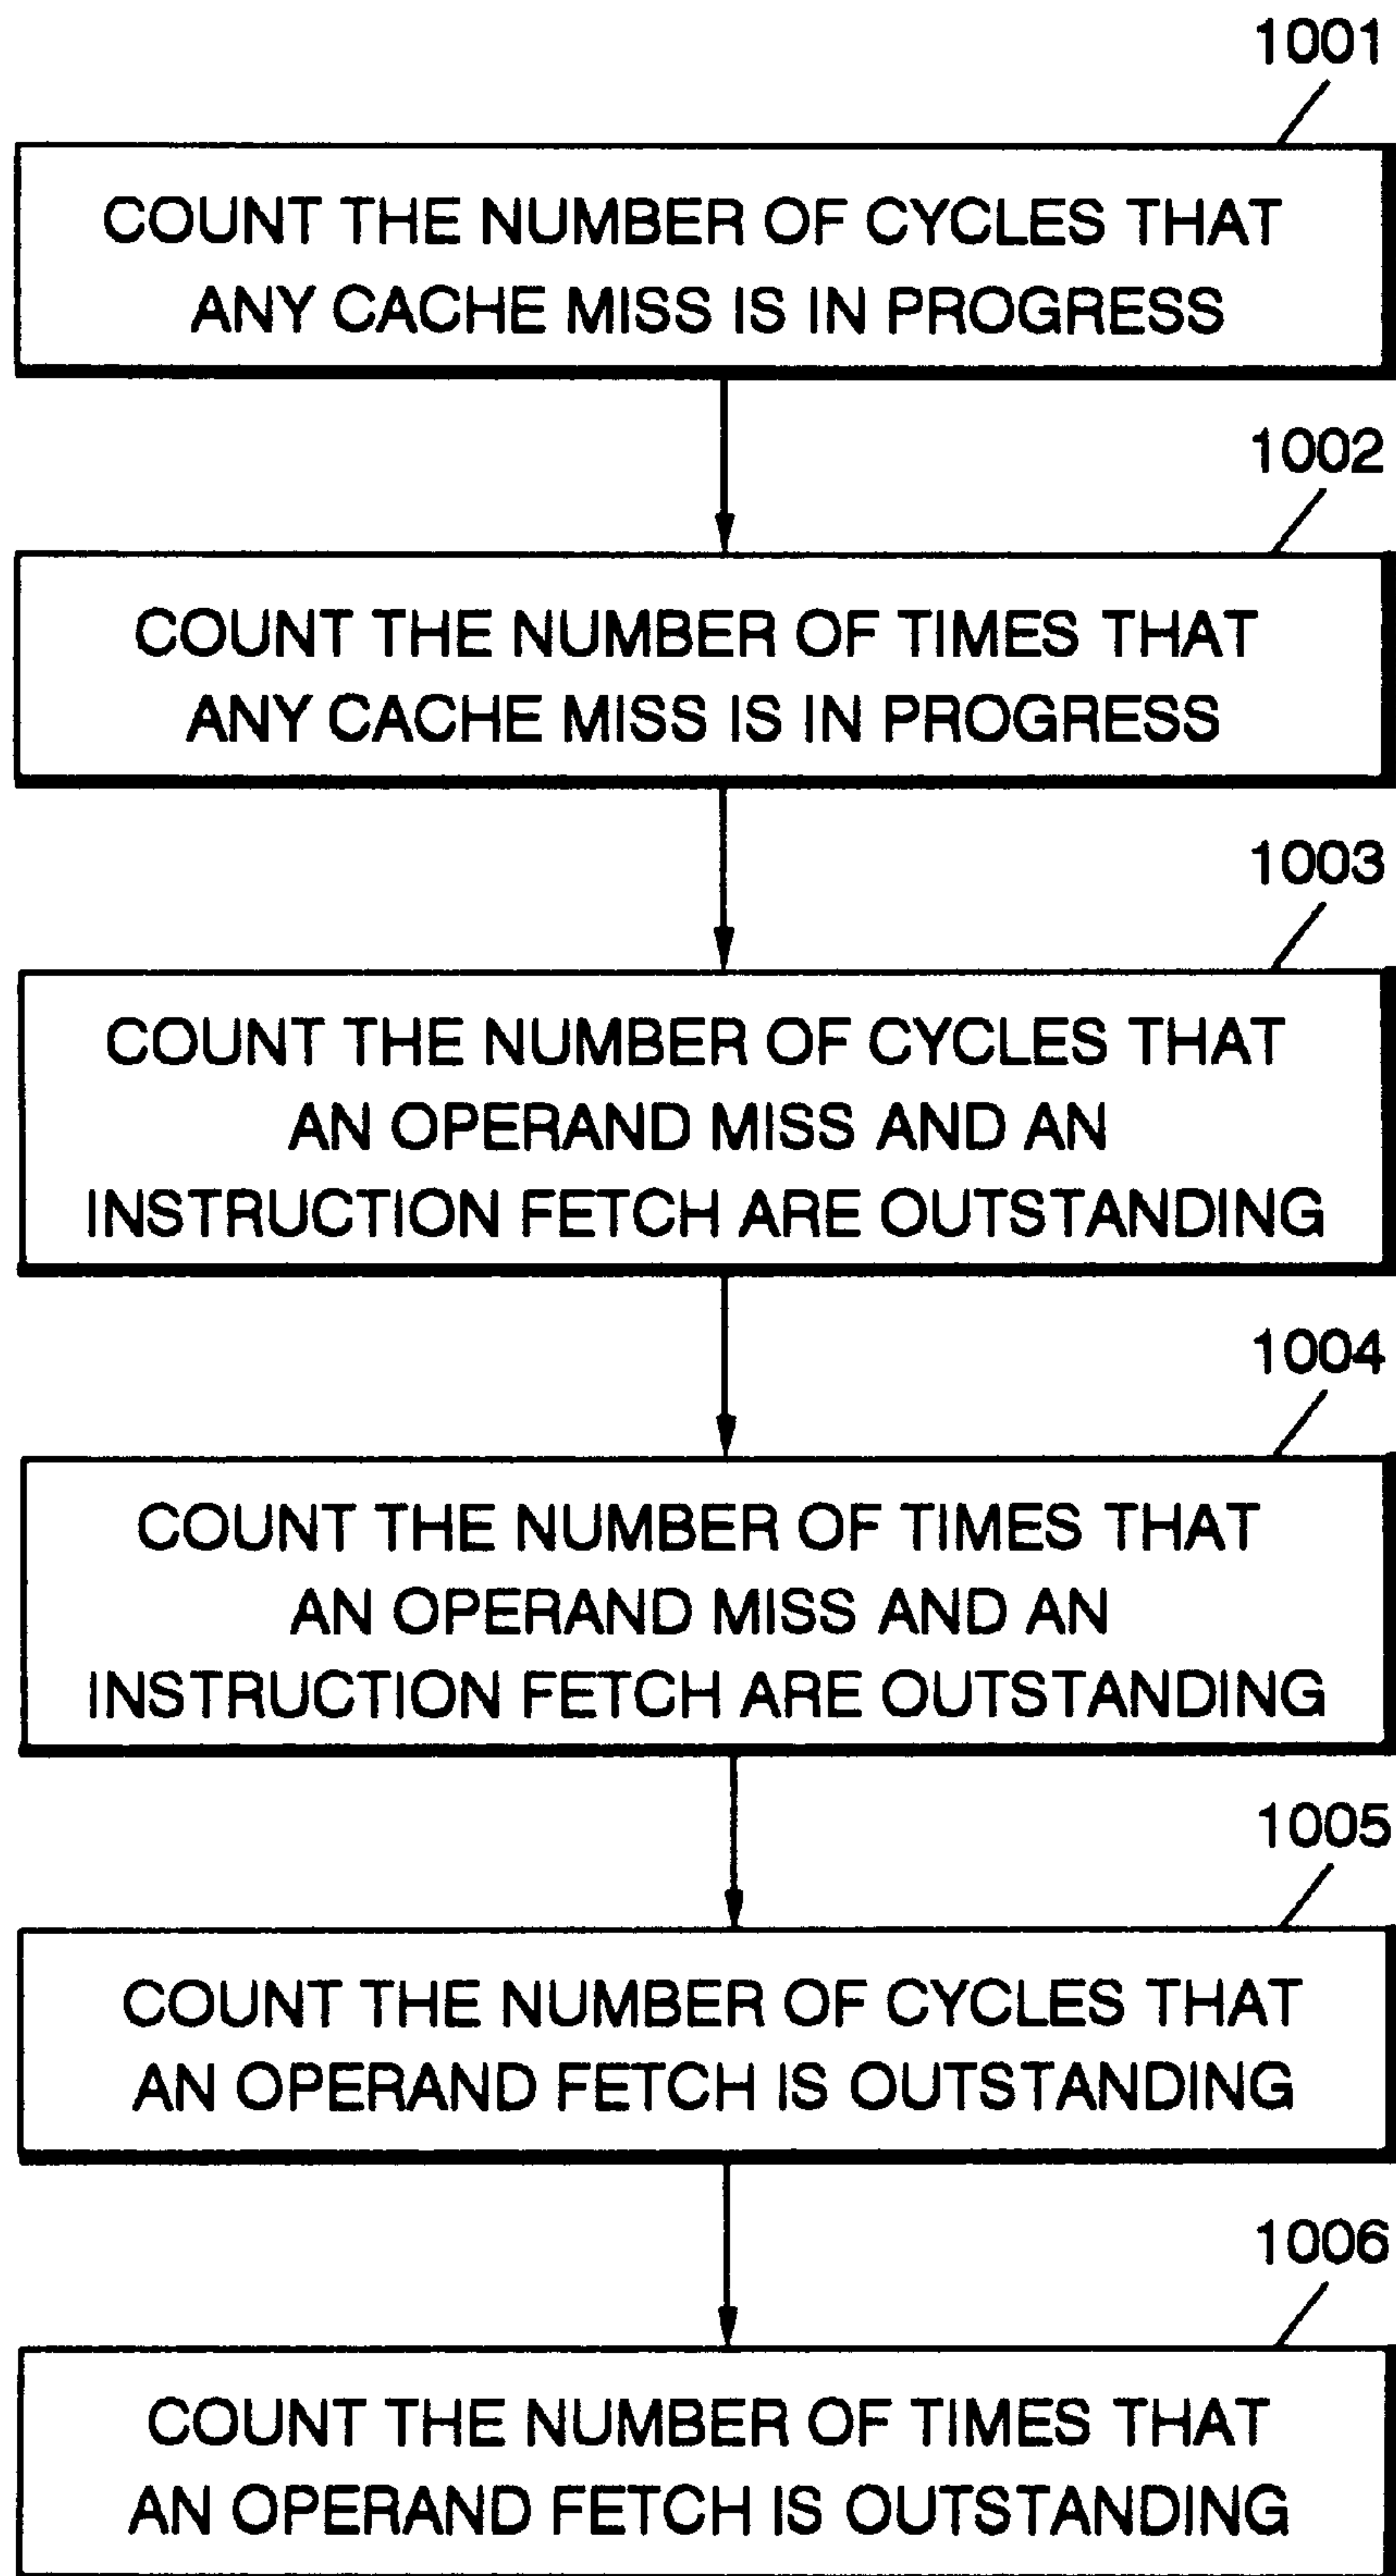 1001
COUNT THE NUMBER OF CYCLES THAT
ANY CACHE MISS IS IN PROGRESS
1002
COUNT THE NUMBER OF TIMES THAT
ANY CACHE MISS IS IN PROGRESS
1003
COUNT THE NUMBER OF CYCLES THAT
AN OPERAND MISS AND AN
INSTRUCTION FETCH ARE OUTSTANDING
1004
COUNT THE NUMBER OF TIMES THAT
AN OPERAND MISS AND AN
INSTRUCTION FETCH ARE OUTSTANDING
1005
COUNT THE NUMBER OF CYCLES THAT
AN OPERAND FETCH IS OUTSTANDING
1006
COUNT THE NUMBER OF TIMES THAT
AN OPERAND FETCH IS OUTSTANDING